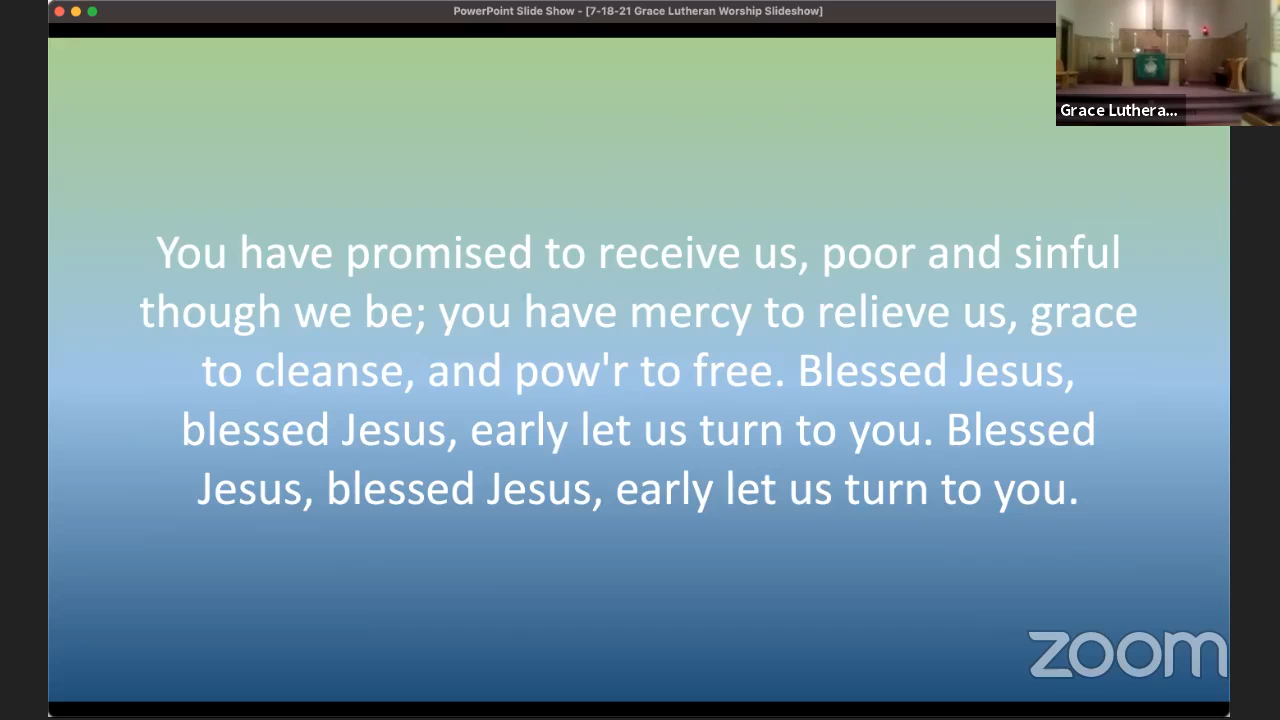 PowerPoint Slide Show - [7-18-21 Grace Lutheran Worship Slideshow]
Grace Luthera...
You have promised to receive us, poor and sinful
though we be; you have mercy to relieve us, grace
to cleanse, and pow'r to free. Blessed Jesus,
blessed Jesus, early let us turn to you. Blessed
Jesus, blessed Jesus, early let us turn to you.
zoom